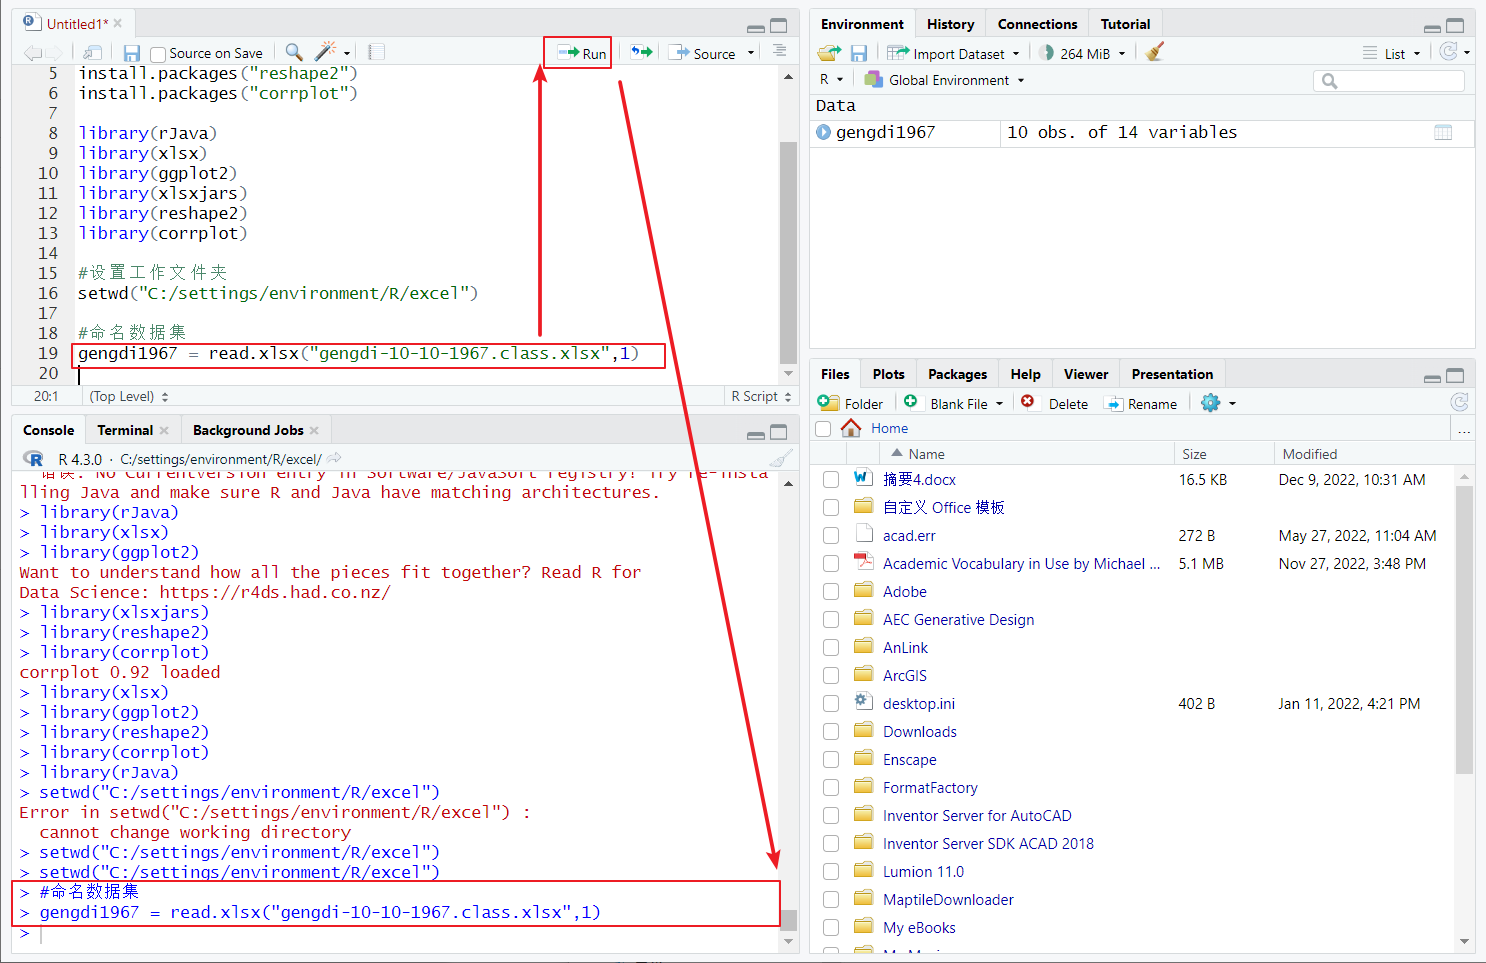 Untitled1*
Source on Save
Run
Source
5 install.packages("reshape2")
6 install.packages("corrplot")
7
8 library(rJava)
9 library(xlsx)
10 library(ggplot2)
11 library(xlsxjars)
12 library(reshape2)
13 library(corrplot)
14
15 #设置工作文件夹
16 setwd("C:/settings/environment/R/excel")
17
18 #命名数据集
19 gengdi1967 = read.xlsx("gengdi-10-10-1967.class.xlsx",1)
20
20:1 (Top Level) R Script
Console Terminal Background Jobs
R 4.3.0 · C:/settings/environment/R/excel/
错误: No CurrentVersion entry in Software/JavaSoft registry! Try re-insta
lling Java and make sure R and Java have matching architectures.
> library(rJava)
> library(xlsx)
> library(ggplot2)
Want to understand how all the pieces fit together? Read R for
Data Science: https://r4ds.had.co.nz/
> library(xlsxjars)
> library(reshape2)
> library(corrplot)
corrplot 0.92 loaded
> library(xlsx)
> library(ggplot2)
> library(reshape2)
> library(corrplot)
> library(rJava)
> setwd("C:/settings/environment/R/excel")
Error in setwd("C:/settings/environment/R/excel") :
cannot change working directory
> setwd("C:/settings/environment/R/excel")
> setwd("C:/settings/environment/R/excel")
> #命名数据集
> gengdi1967 = read.xlsx("gengdi-10-10-1967.class.xlsx",1)
>
Environment History Connections Tutorial
Import Dataset 264 MiB List
R Global Environment
Data
gengdi1967 10 obs. of 14 variables
Files Plots Packages Help Viewer Presentation
Folder Blank File Delete Rename
Home ...
Name Size Modified
摘要4.docx 16.5 KB Dec 9, 2022, 10:31 AM
自定义 Office 模板
acad.err 272 B May 27, 2022, 11:04 AM
Academic Vocabulary in Use by Michael ... 5.1 MB Nov 27, 2022, 3:48 PM
Adobe
AEC Generative Design
AnLink
ArcGIS
desktop.ini 402 B Jan 11, 2022, 4:21 PM
Downloads
Enscape
FormatFactory
Inventor Server for AutoCAD
Inventor Server SDK ACAD 2018
Lumion 11.0
MaptileDownloader
My eBooks